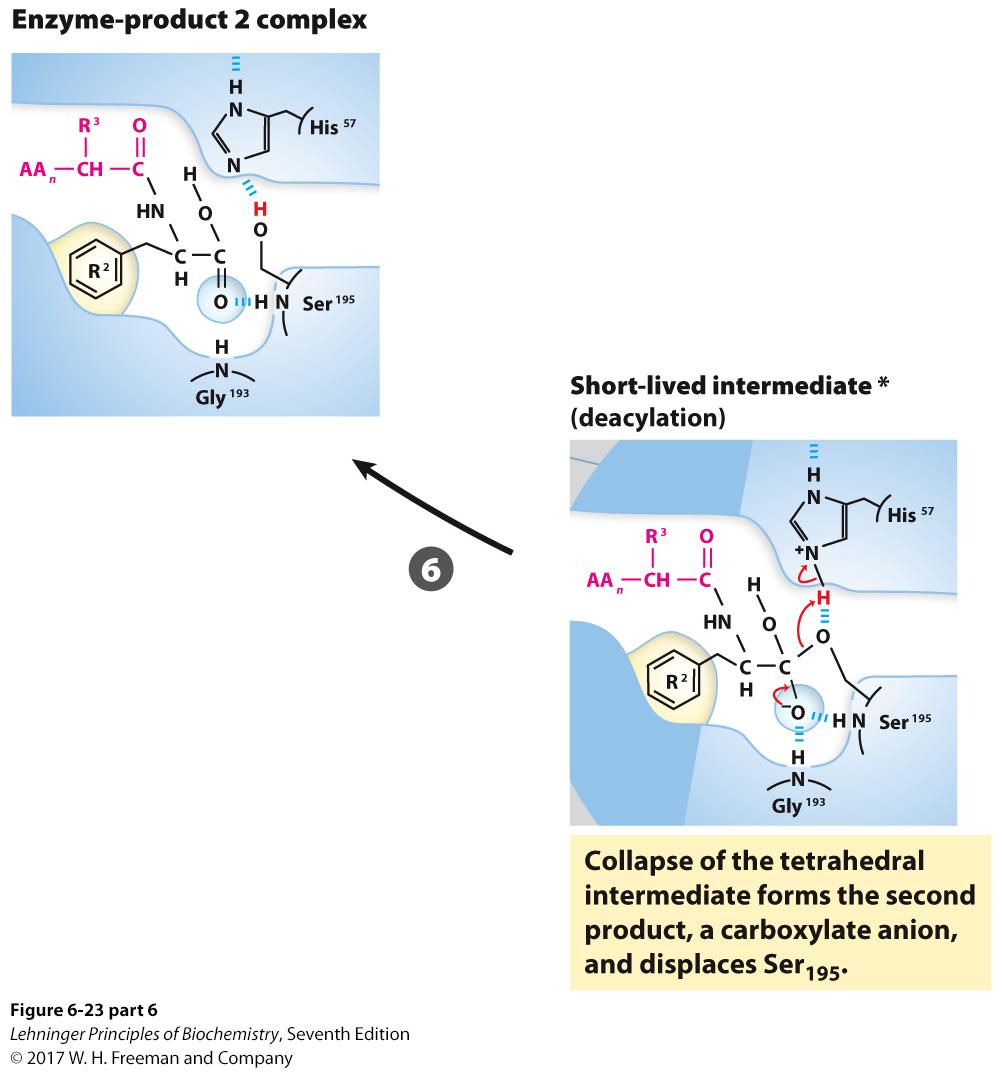 Enzyme-product 2 complex
H
N
His 57
R3 O
N
AAn — CH — C
H
H
HN O
O
R2
C — C
H
O H N Ser 195
H
N
Gly 193
Short-lived intermediate *
(deacylation)
H
N
His 57
R3 O
+N
AAn — CH — C
H
H
HN O
O
R2
C — C
H
–O H N Ser 195
H
N
Gly 193
6
Collapse of the tetrahedral
intermediate forms the second
product, a carboxylate anion,
and displaces Ser195.
Figure 6-23 part 6
Lehninger Principles of Biochemistry, Seventh Edition
© 2017 W. H. Freeman and Company